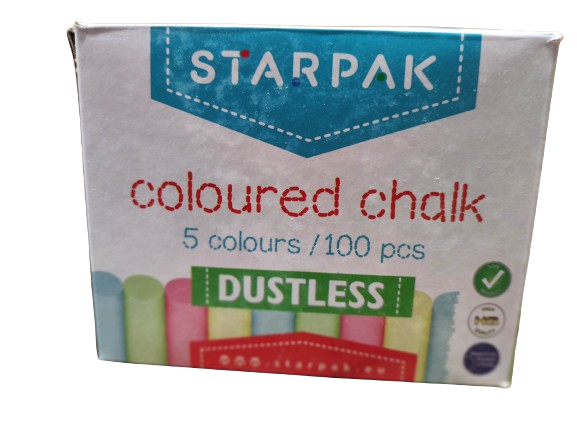 STARPAK
coloured chalk
5 colours / 100 pcs
DUSTLESS
www.starpak.eu